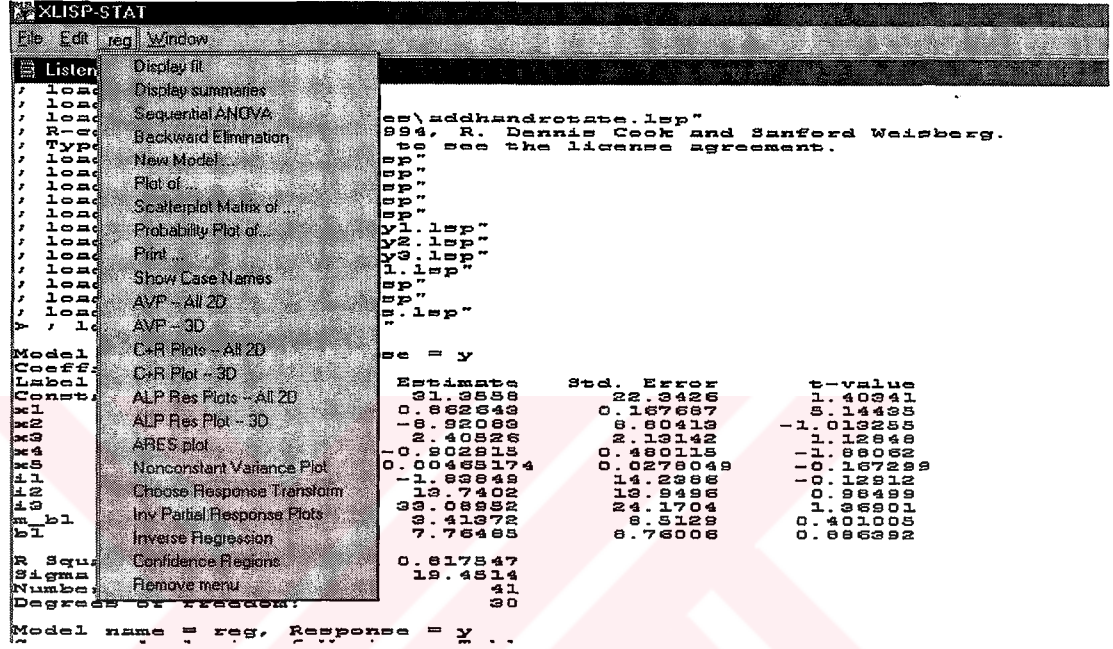 XLISP-STAT
File Edit reg Window
Listen
Display fit
Display summaries
Sequential ANOVA
Backward Elimination
New Model ...
Plot of ...
Scatterplot Matrix of ...
Probability Plot of...
Print ...
Show Case Names
AVP -- All 2D
AVP -- 3D
C+R Plots -- All 2D
C+R Plot -- 3D
ALP Res Plots -- All 2D
ALP Res Plot -- 3D
ARES plot
Nonconstant Variance Plot
Choose Response Transform
Inv Partial Response Plots
Inverse Regression
Confidence Regions
Remove menu
; load
; load
; load es\addhandrotate.lsp"
; R-co 994, R. Dennis Cook and Sanford Weisberg.
; Type to see the license agreement.
; load sp"
; load sp"
; load sp"
; load sp"
; load y1.lsp"
; load y2.lsp"
; load y3.lsp"
; load l.lsp"
; load sp"
; load sp"
; load s.lsp"
> ; lo "
Model se = y
Coeff
Label Estimate Std. Error t-value
Const 31.3558 22.3426 1.40341
x1 0.862643 0.167687 5.14435
x2 -8.92083 8.80413 -1.013255
x3 2.40526 2.13142 1.12848
x4 -0.902915 0.480115 -1.88062
x5 0.00465174 0.0278049 -0.167299
i1 -1.83849 14.2386 -0.12912
i2 13.7402 13.9496 0.98499
i3 33.08952 24.1704 1.36901
m_b1 3.41372 8.5129 0.401005
b1 7.76485 8.76006 0.886392
R Squa 0.817547
Sigma 19.4514
Number 41
Degrees of freedom: 30
Model name = reg, Response = y